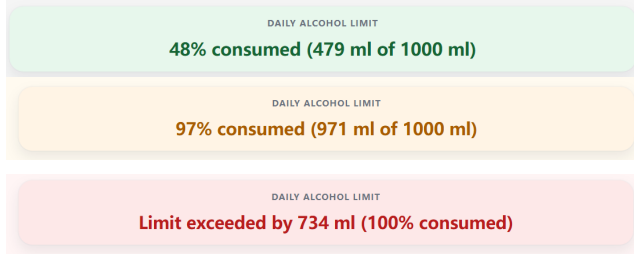 DAILY ALCOHOL LIMIT
48% consumed (479 ml of 1000 ml)
DAILY ALCOHOL LIMIT
97% consumed (971 ml of 1000 ml)
DAILY ALCOHOL LIMIT
Limit exceeded by 734 ml (100% consumed)